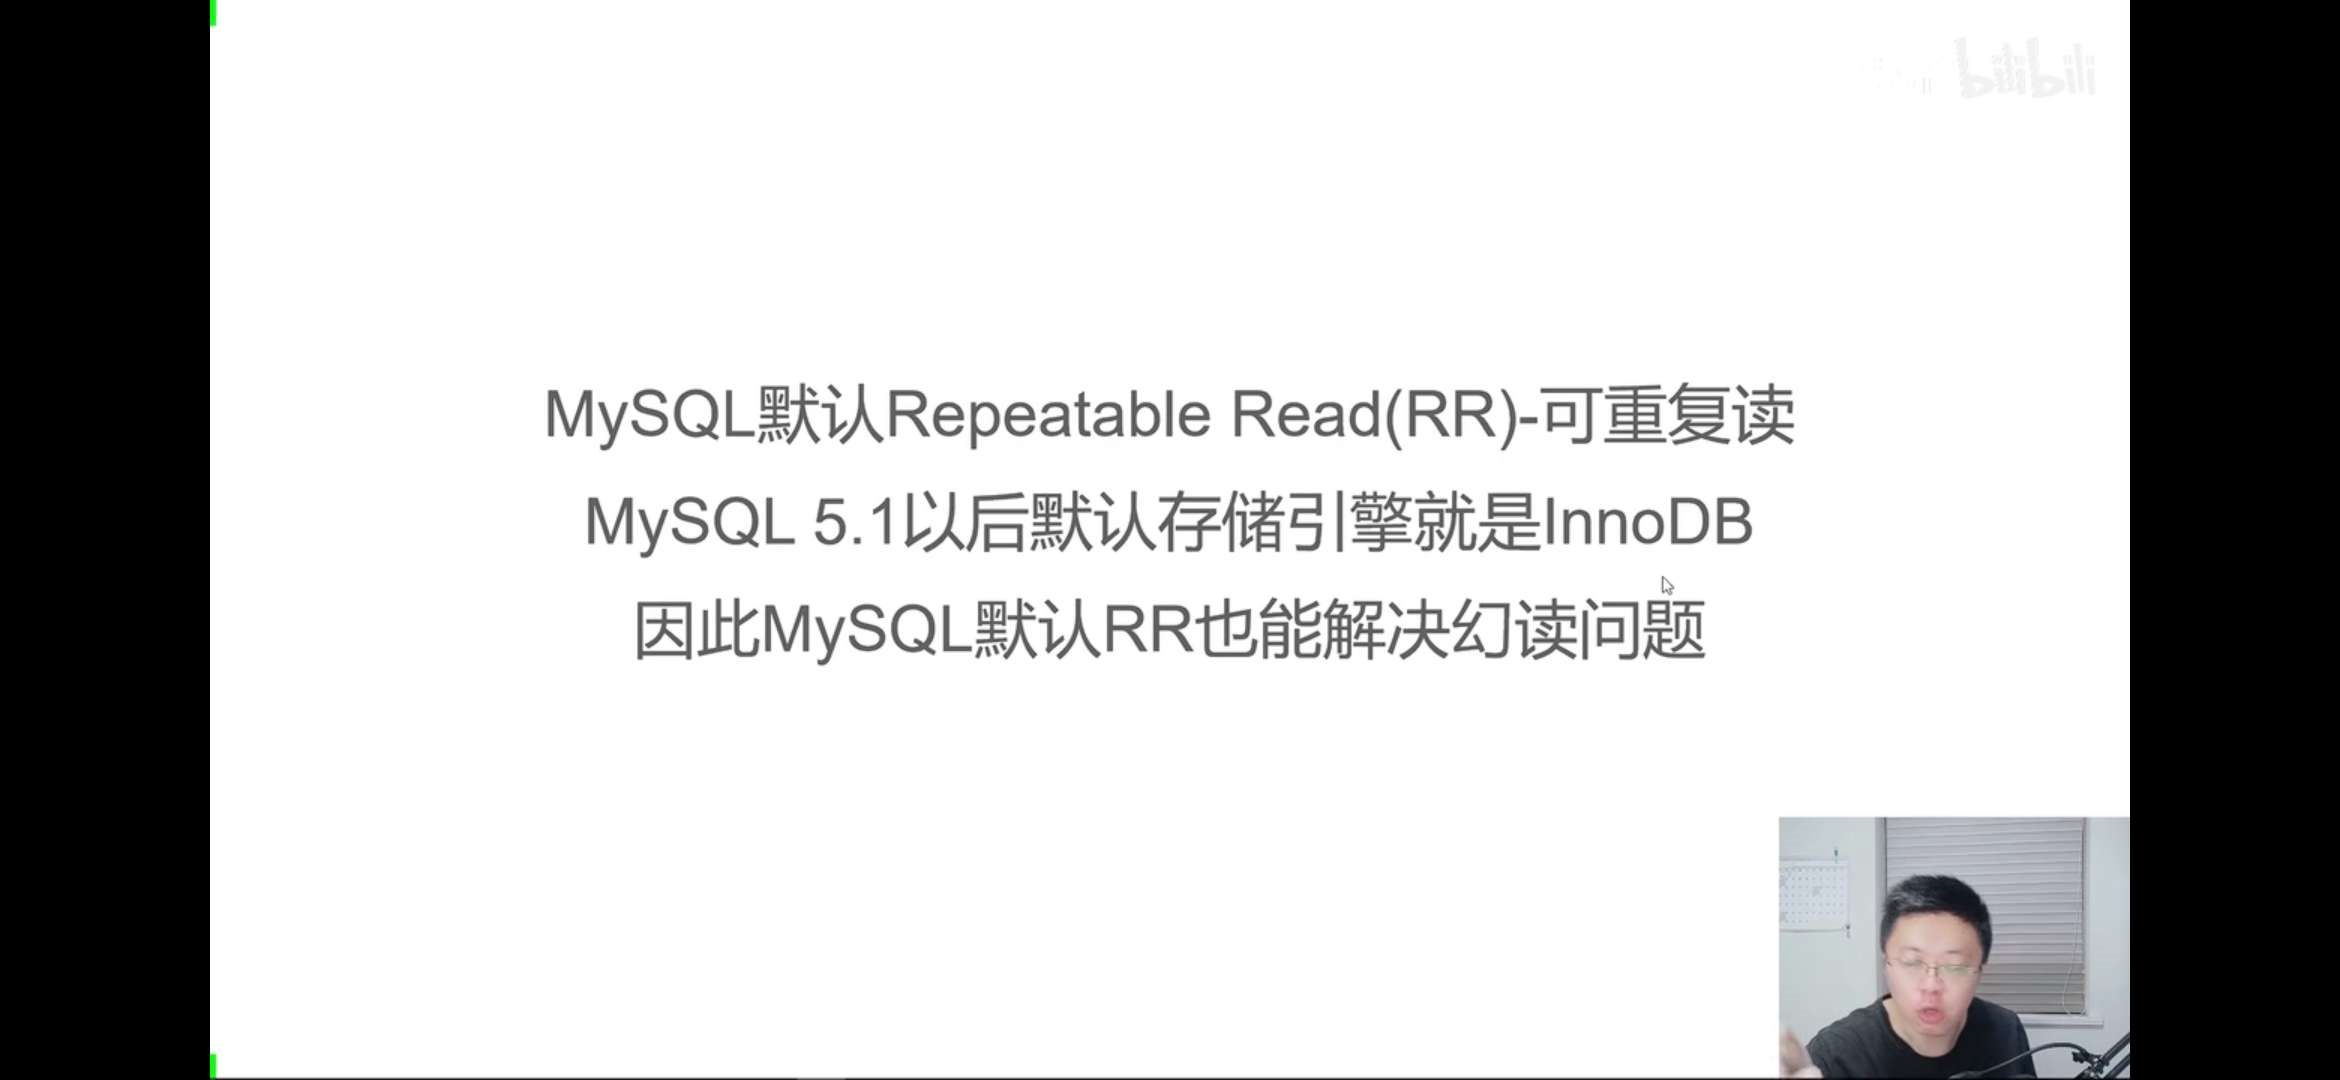 bilibili
MySQL默认Repeatable Read(RR)-可重复读
MySQL 5.1以后默认存储引擎就是InnoDB
因此MySQL默认RR也能解决幻读问题